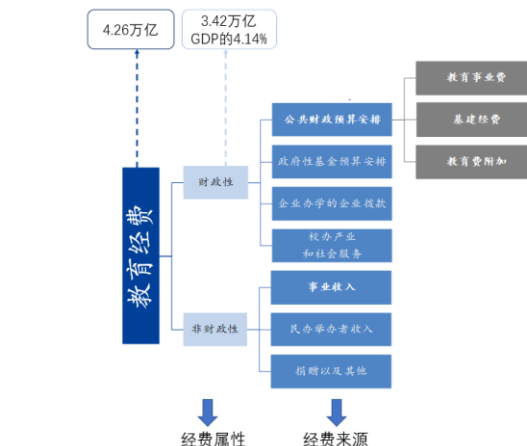 4.26万亿
3.42万亿
GDP的4.14%
教育经费
财政性
非财政性
公共财政预算安排
政府性基金预算安排
企业办学的企业拨款
校办产业
和社会服务
事业收入
民办举办者收入
捐赠以及其他
教育事业费
基建经费
教育费附加
经费属性
经费来源